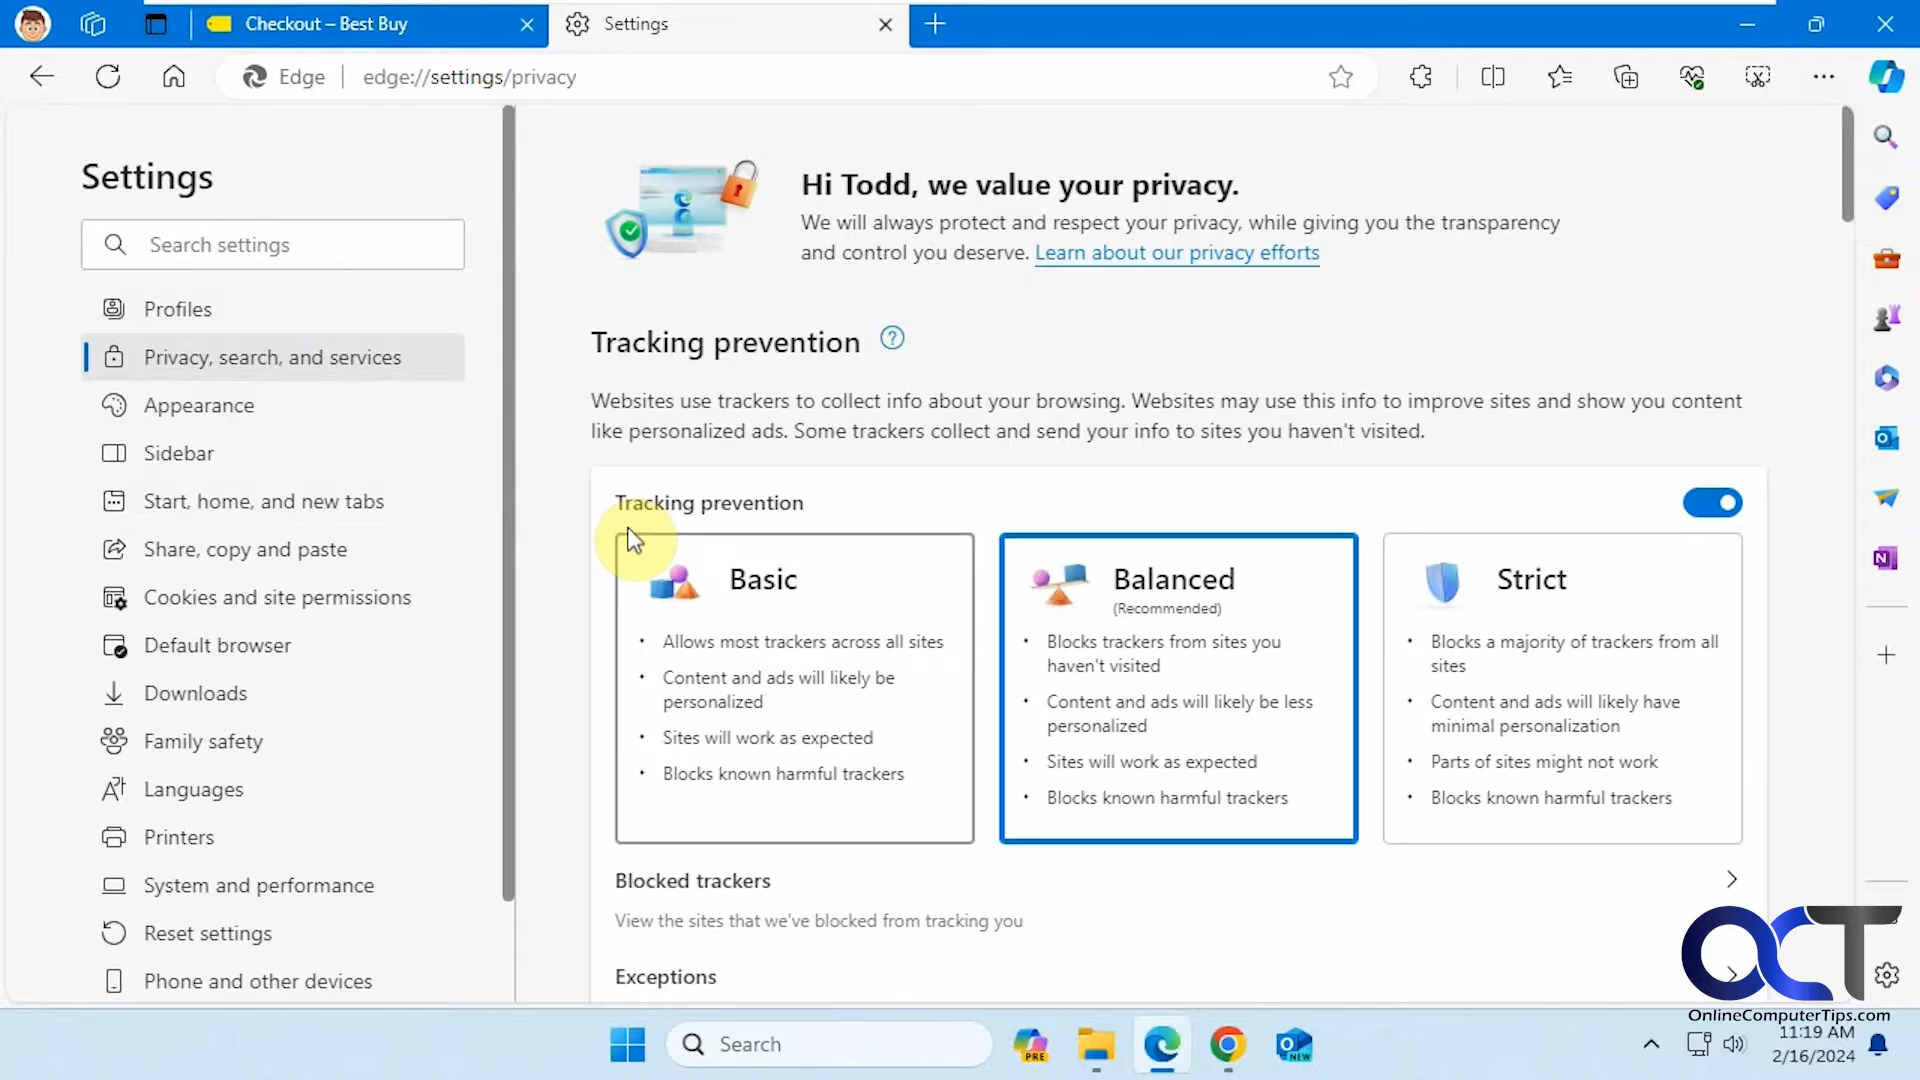 Checkout – Best Buy
Settings
Edge
edge://settings/privacy
Settings
Search settings
Profiles
Privacy, search, and services
Appearance
Sidebar
Start, home, and new tabs
Share, copy and paste
Cookies and site permissions
Default browser
Downloads
Family safety
Languages
Printers
System and performance
Reset settings
Phone and other devices
Hi Todd, we value your privacy.
We will always protect and respect your privacy, while giving you the transparency
and control you deserve. Learn about our privacy efforts
Tracking prevention
Websites use trackers to collect info about your browsing. Websites may use this info to improve sites and show you content
like personalized ads. Some trackers collect and send your info to sites you haven't visited.
Tracking prevention
Basic
• Allows most trackers across all sites
• Content and ads will likely be
personalized
• Sites will work as expected
• Blocks known harmful trackers
Balanced
(Recommended)
• Blocks trackers from sites you
haven't visited
• Content and ads will likely be less
personalized
• Sites will work as expected
• Blocks known harmful trackers
Strict
• Blocks a majority of trackers from all
sites
• Content and ads will likely have
minimal personalization
• Parts of sites might not work
• Blocks known harmful trackers
Blocked trackers
View the sites that we've blocked from tracking you
Exceptions
OCT
OnlineComputerTips.com
Search
PRE
NEW
11:19 AM
2/16/2024